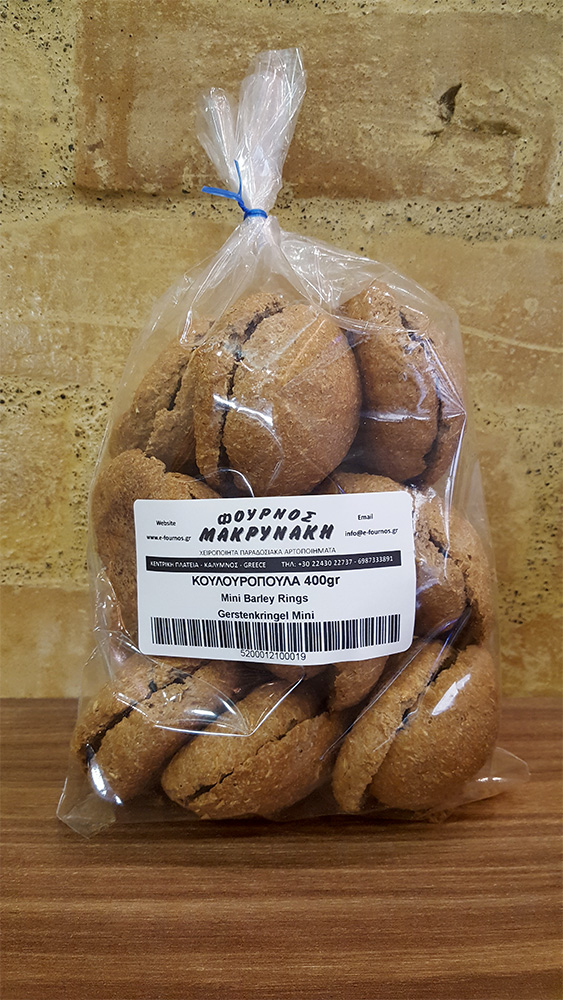 Website
www.e-fournos.gr
ΦΟΥΡΝΟΣ
ΜΑΚΡΥΝΑΚΗ
Email
info@e-fournos.gr
ΧΕΙΡΟΠΟΙΗΤΑ ΠΑΡΑΔΟΣΙΑΚΑ ΑΡΤΟΠΟΙΗΜΑΤΑ
ΚΕΝΤΡΙΚΗ ΠΛΑΤΕΙΑ - ΚΑΛΥΜΝΟΣ - GREECE ΤΗΛ: +30 22430 22737 - 6987333891
ΚΟΥΛΟΥΡΟΠΟΥΛΑ 400gr
Mini Barley Rings
Gerstenkringel Mini
5200012100019